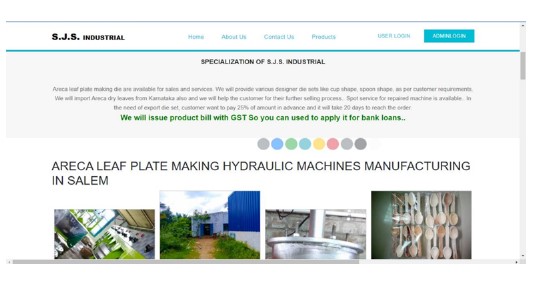 S.J.S. INDUSTRIAL
Home About Us Contact Us Products USER LOGIN ADMINLOGIN
SPECIALIZATION OF S.J.S. INDUSTRIAL
Areca leaf plate making die are available for sales and services. We will provide various designer die sets like cup shape, spoon shape, as per customer requirements.
We will import Areca dry leaves from Karnataka also and we will help the customer for their further selling process. Spot service for repaired machine is available. In
the need of export die set, customer want to pay 25% of amount in advance and it will take 20 days to reach the order.
We will issue product bill with GST So you can used to apply it for bank loans..
ARECA LEAF PLATE MAKING HYDRAULIC MACHINES MANUFACTURING
IN SALEM